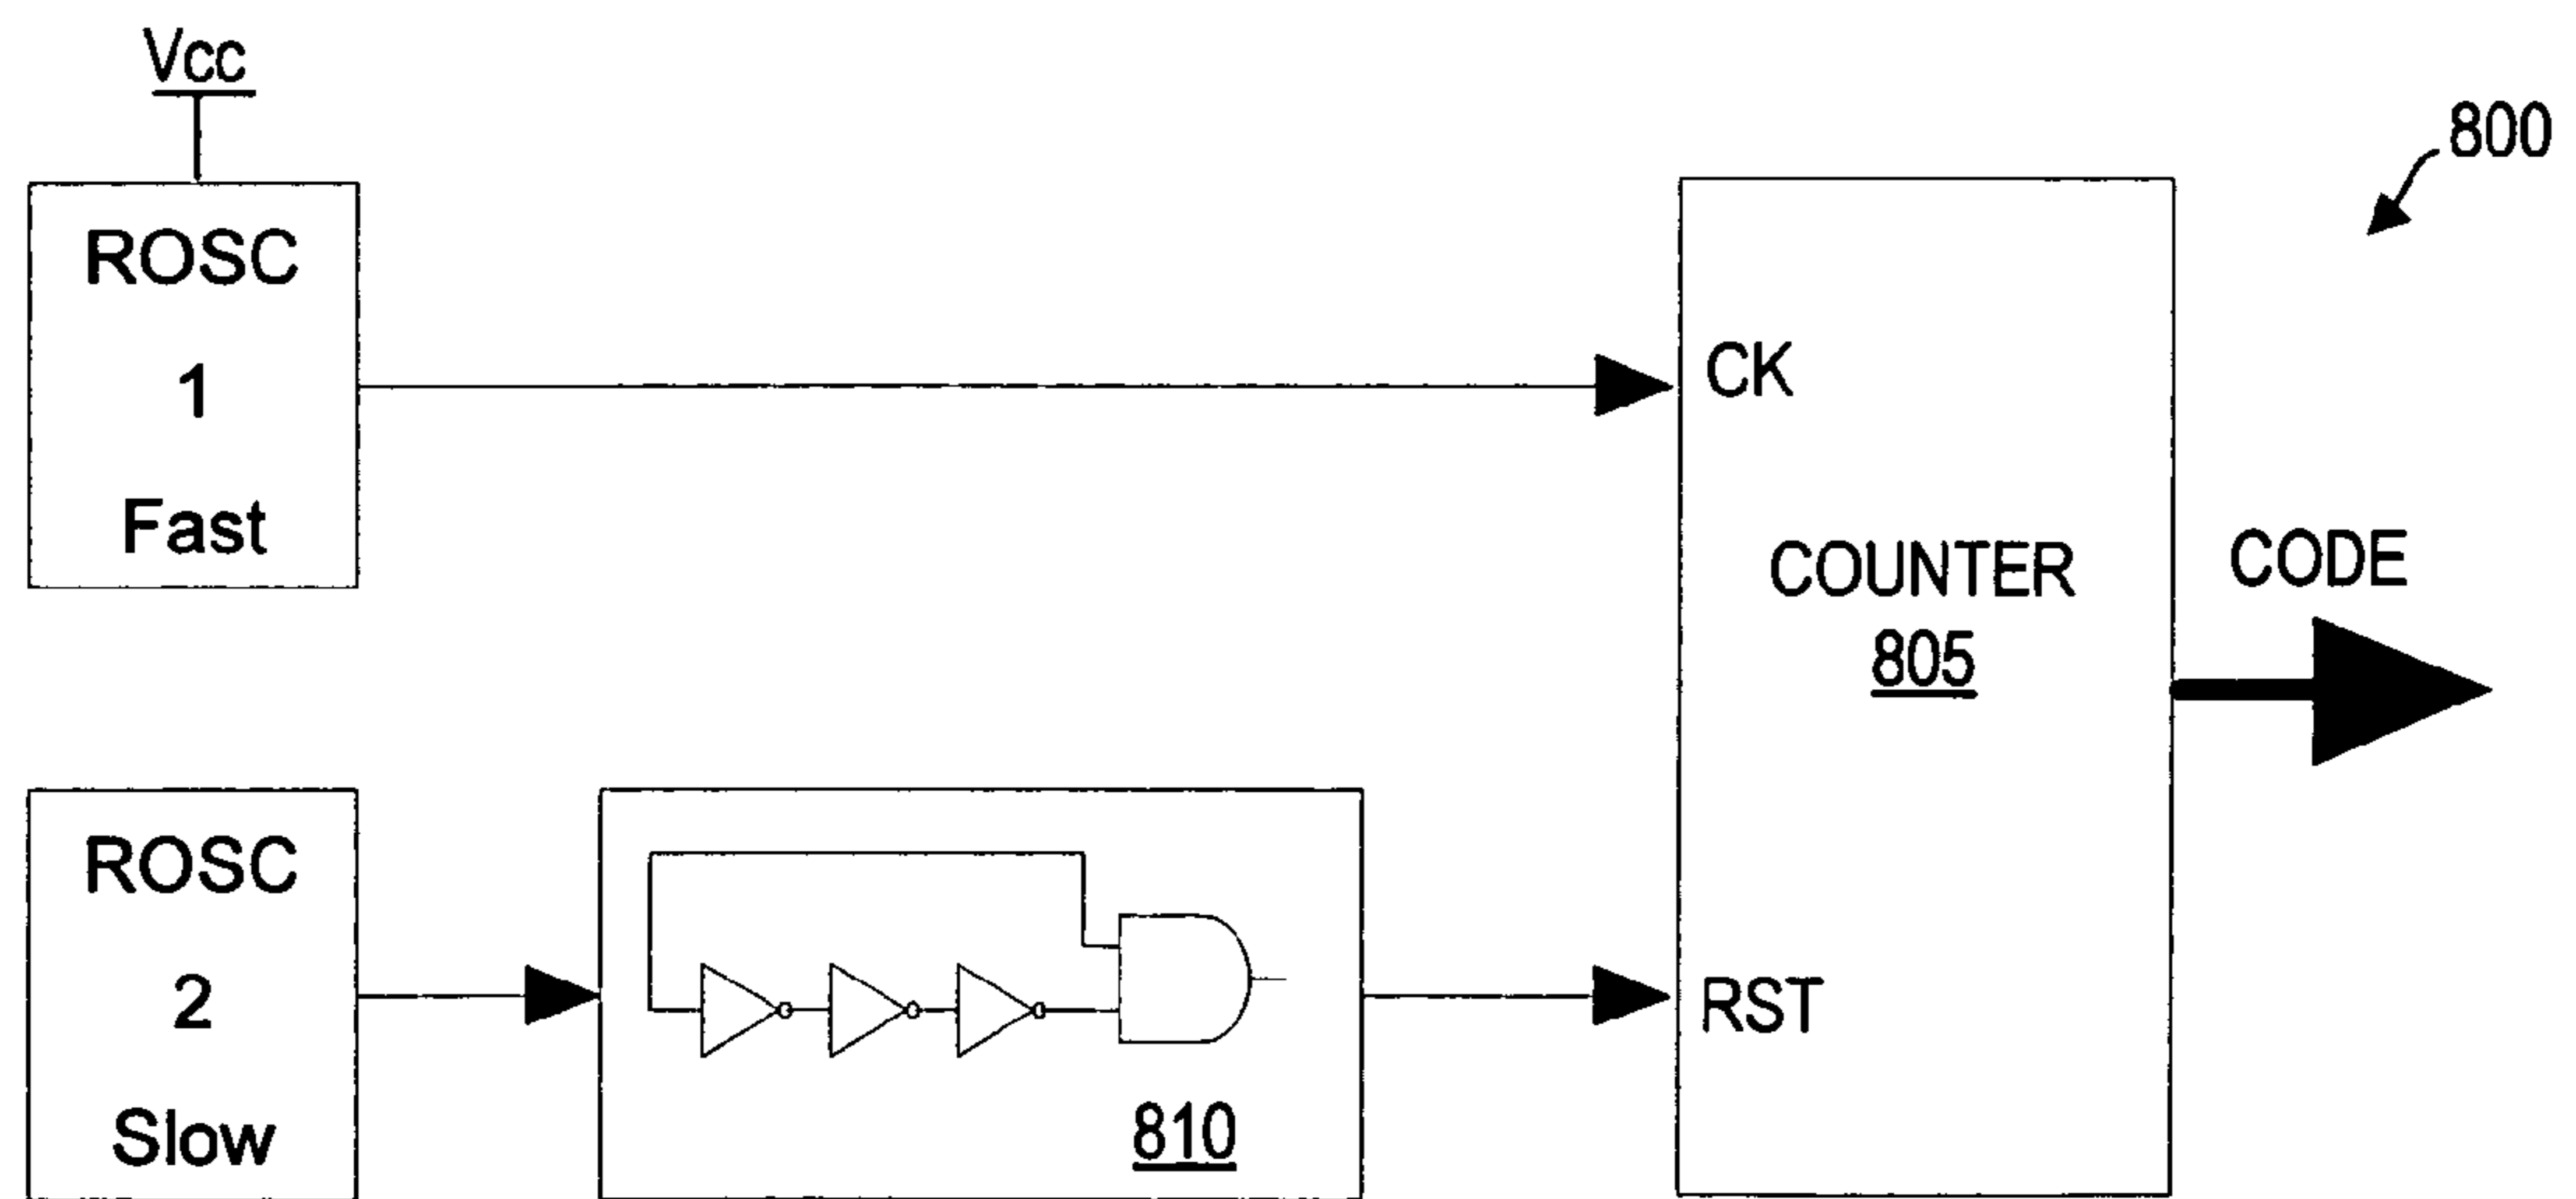 Vcc
800
ROSC
1
Fast
CK
COUNTER
805
CODE
ROSC
2
Slow
810
RST